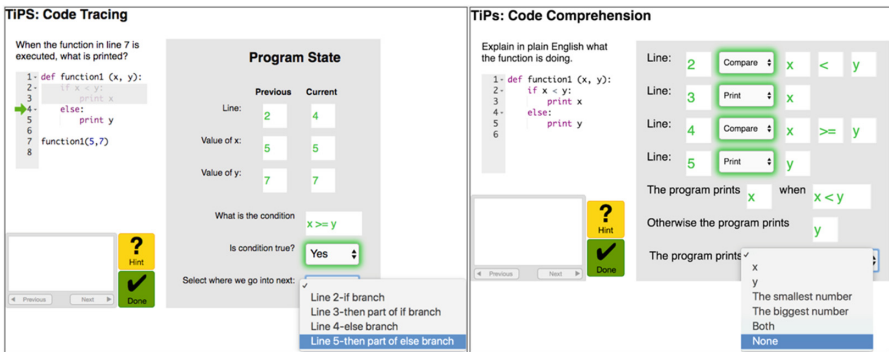 TiPS: Code Tracing
When the function in line 7 is
executed, what is printed?
1 def function1 (x, y):
2 if x < y:
3 print x
4 else:
5 print y
6
7 function1(5,7)
8
Program State
Previous Current
Line: 2 4
Value of x: 5 5
Value of y: 7 7
What is the condition x >= y
Is condition true? Yes
Select where we go into next:
Line 2-if branch
Line 3-then part of if branch
Line 4-else branch
Line 5-then part of else branch
? Hint
Done
Previous Next
TiPs: Code Comprehension
Explain in plain English what
the function is doing.
1 def function1 (x, y):
2 if x < y:
3 print x
4 else:
5 print y
6
Line: 2 Compare x < y
Line: 3 Print x
Line: 4 Compare x >= y
Line: 5 Print y
The program prints x when x < y
Otherwise the program prints y
The program prints
x
y
The smallest number
The biggest number
Both
None
? Hint
Done
Previous Next